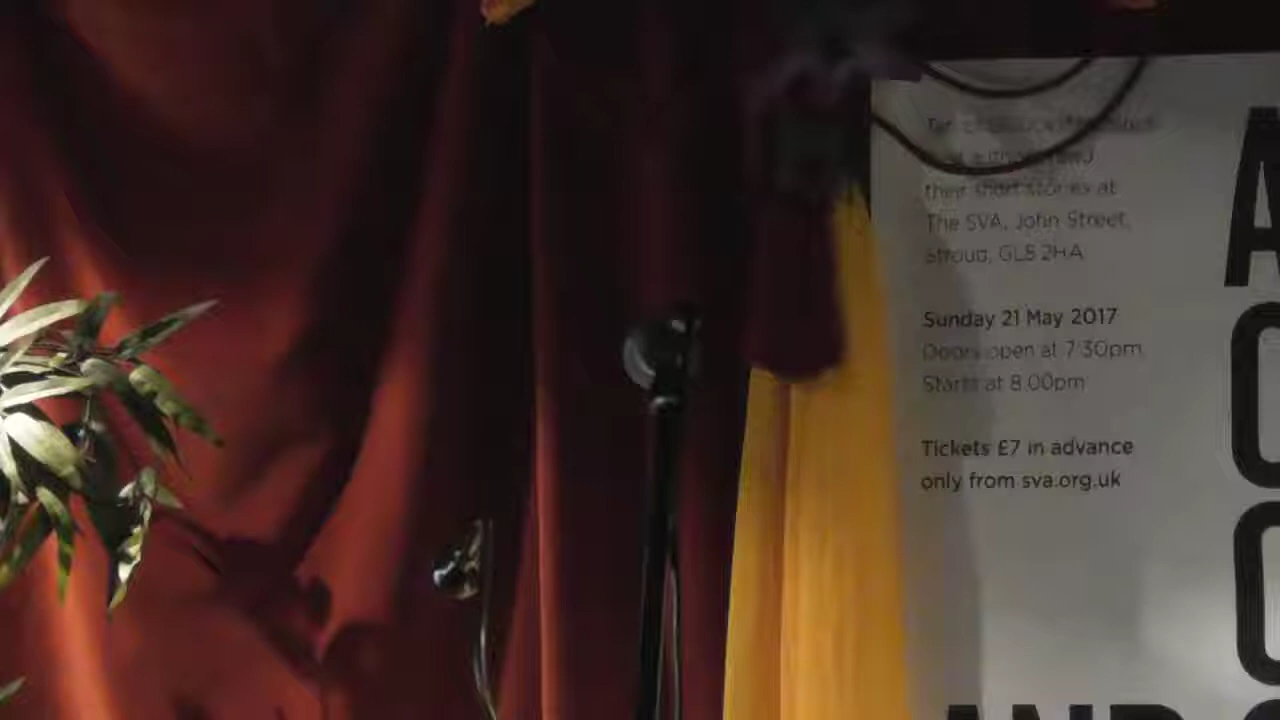 their short stories at
The SVA, John Street,
Stroud, GL5 2HA
Sunday 21 May 2017
Doors open at 7.30pm
Starts at 8.00pm
Tickets £7 in advance
only from sva.org.uk
A
O
O
AND